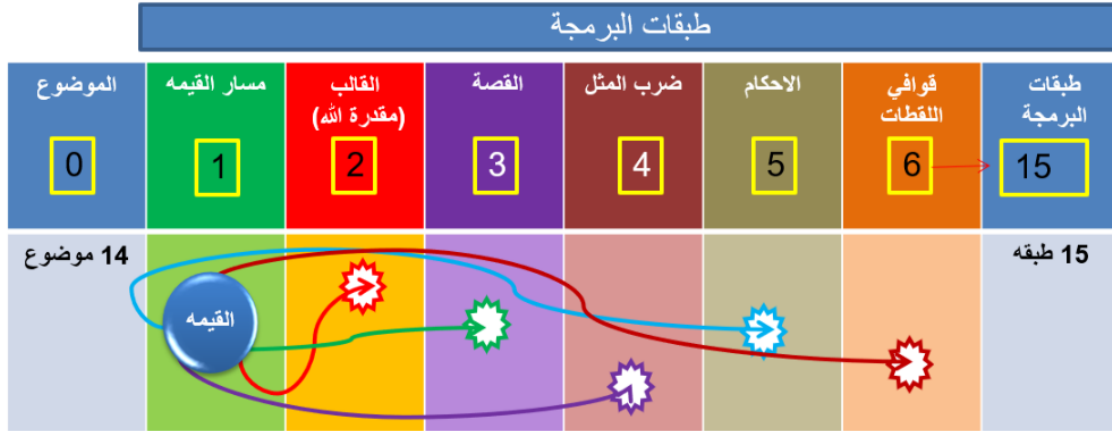 طبقات البرمجة
طبقات
البرمجة
15
قوافي
اللقطات
6
الاحكام
5
ضرب المثل
4
القصة
3
القالب
(مقدرة الله)
2
مسار القيمه
1
الموضوع
0
15 طبقه
القيمه
14 موضوع